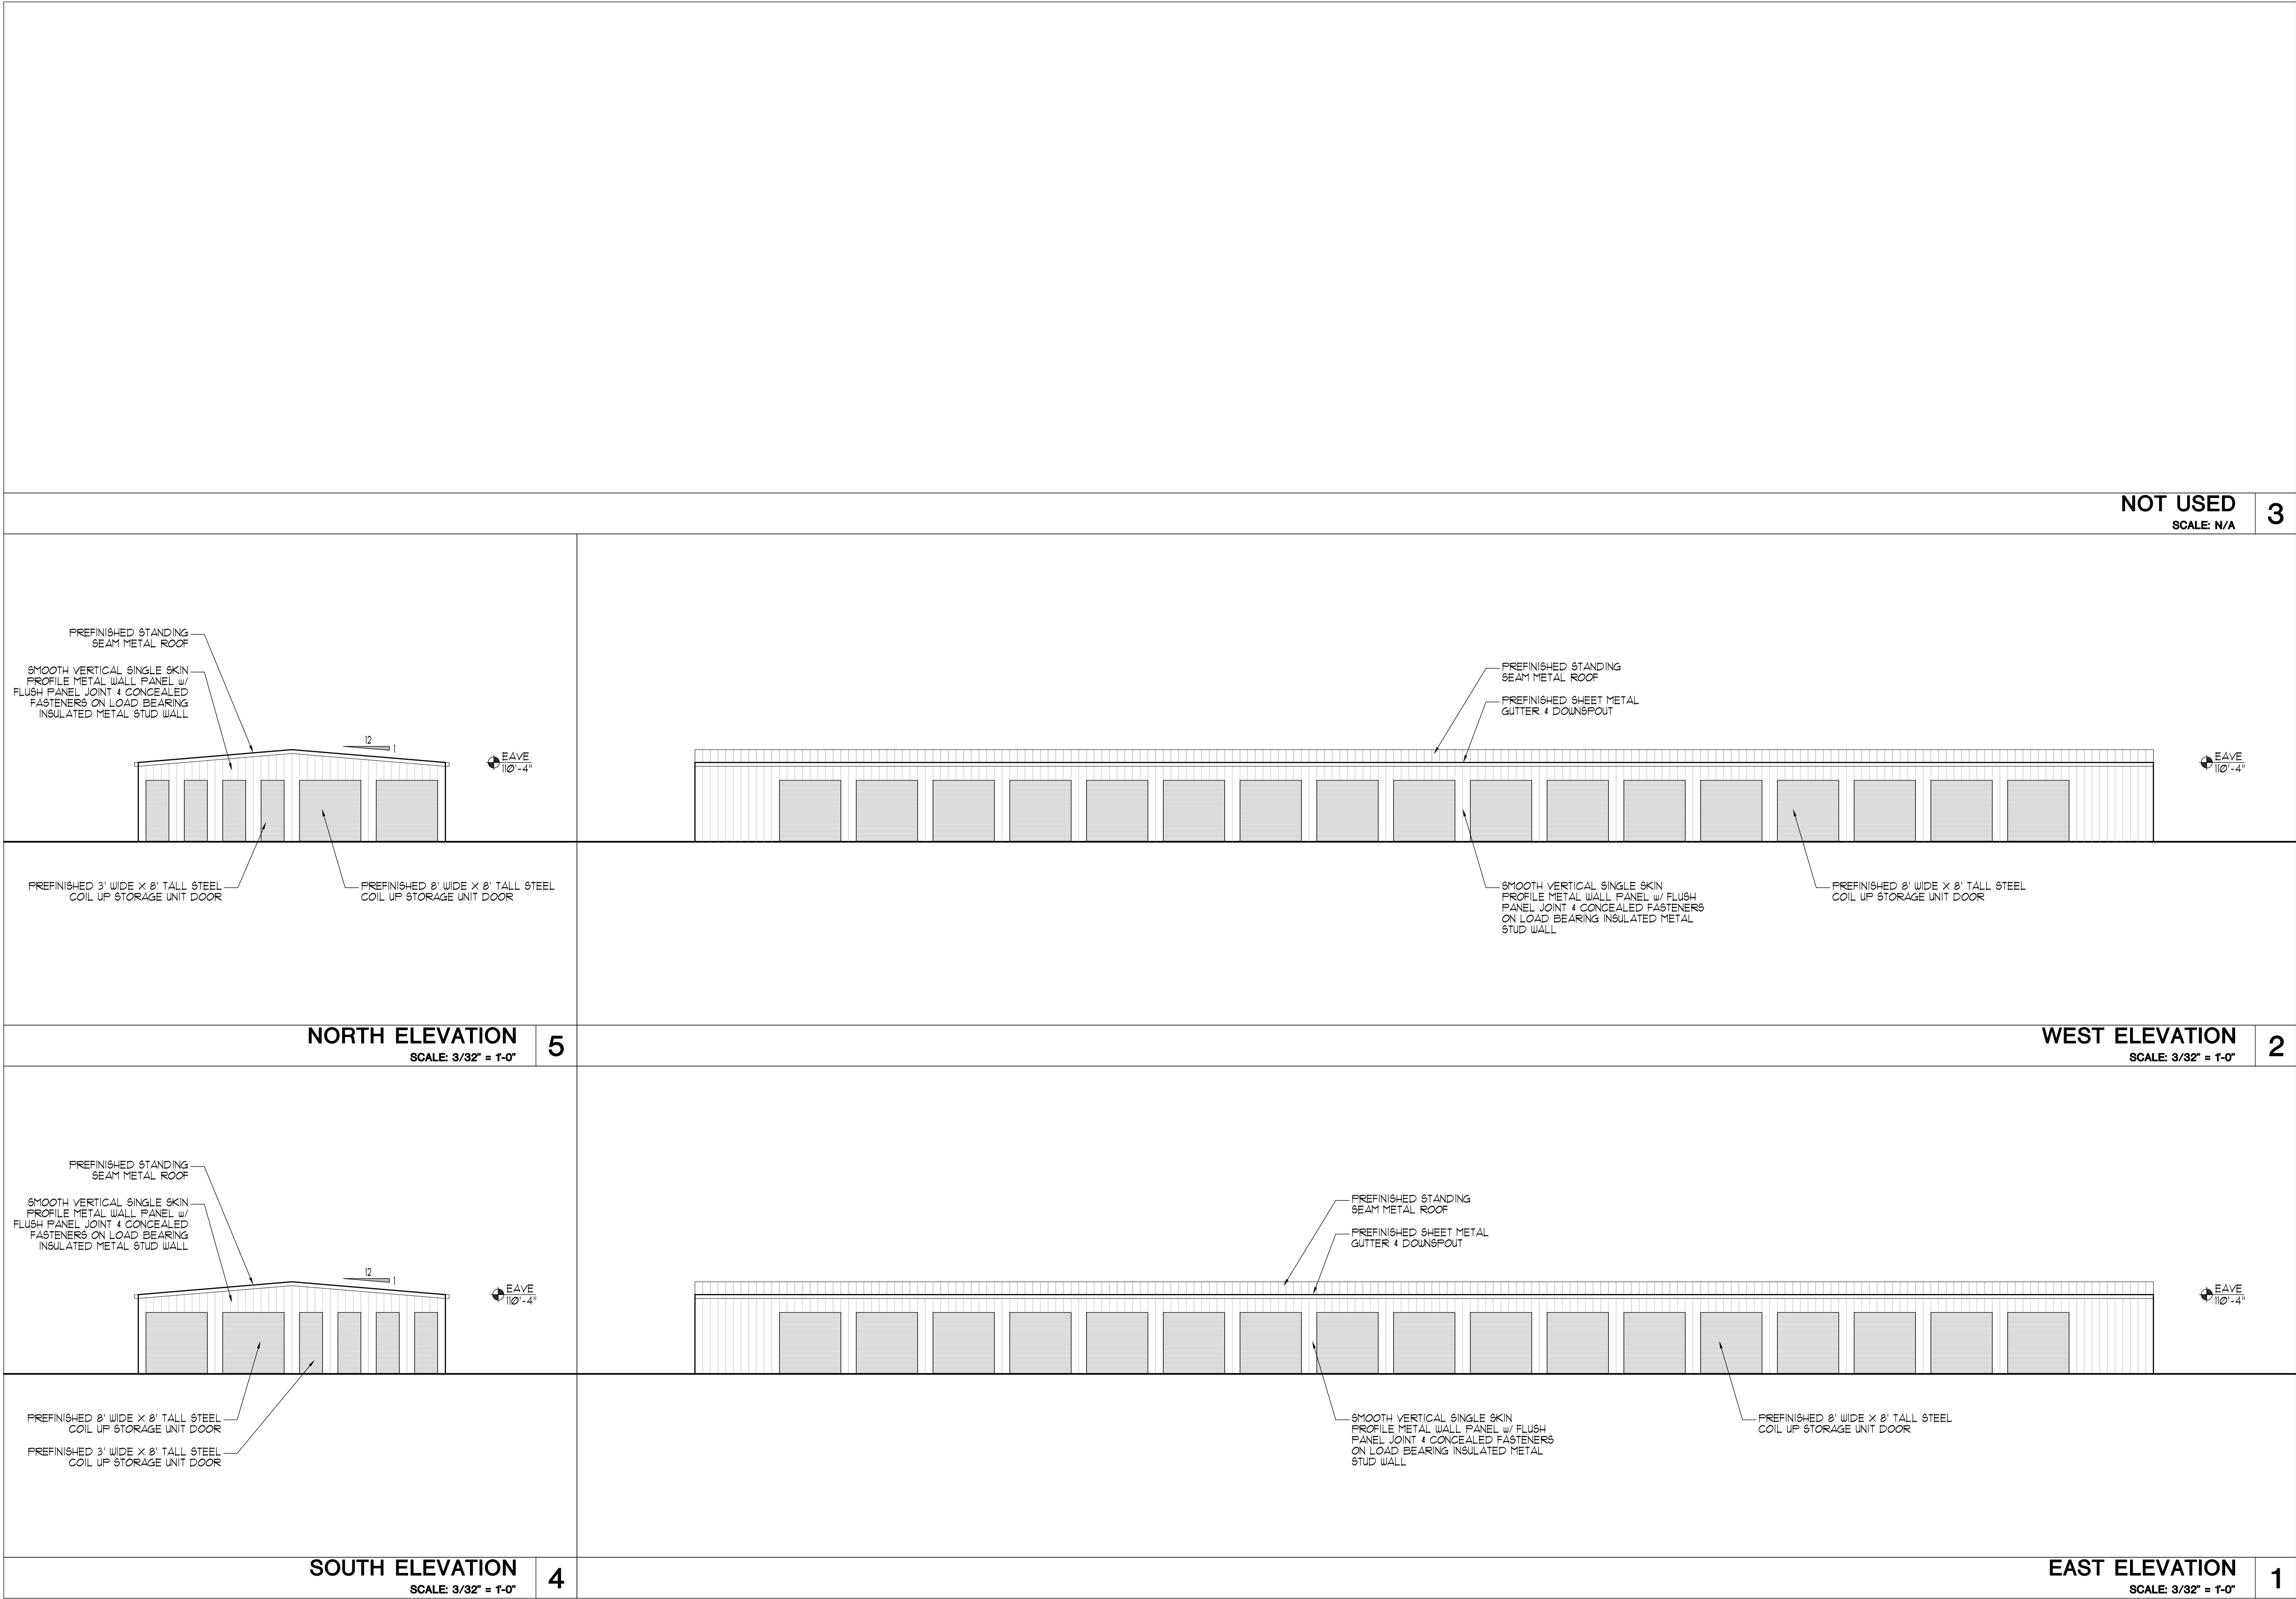 NOT USED
SCALE: N/A
3
PREFINISHED STANDING
SEAM METAL ROOF
SMOOTH VERTICAL SINGLE SKIN
PROFILE METAL WALL PANEL w/
FLUSH PANEL JOINT & CONCEALED
FASTENERS ON LOAD BEARING
INSULATED METAL STUD WALL
12
1
EAVE
110'-4"
PREFINISHED 3' WIDE X 8' TALL STEEL
COIL UP STORAGE UNIT DOOR
PREFINISHED 8' WIDE X 8' TALL STEEL
COIL UP STORAGE UNIT DOOR
NORTH ELEVATION
SCALE: 3/32" = 1'-0"
5
PREFINISHED STANDING
SEAM METAL ROOF
PREFINISHED SHEET METAL
GUTTER & DOWNSPOUT
EAVE
110'-4"
SMOOTH VERTICAL SINGLE SKIN
PROFILE METAL WALL PANEL w/ FLUSH
PANEL JOINT & CONCEALED FASTENERS
ON LOAD BEARING INSULATED METAL
STUD WALL
PREFINISHED 8' WIDE X 8' TALL STEEL
COIL UP STORAGE UNIT DOOR
WEST ELEVATION
SCALE: 3/32" = 1'-0"
2
PREFINISHED STANDING
SEAM METAL ROOF
SMOOTH VERTICAL SINGLE SKIN
PROFILE METAL WALL PANEL w/
FLUSH PANEL JOINT & CONCEALED
FASTENERS ON LOAD BEARING
INSULATED METAL STUD WALL
12
1
EAVE
110'-4"
PREFINISHED 8' WIDE X 8' TALL STEEL
COIL UP STORAGE UNIT DOOR
PREFINISHED 3' WIDE X 8' TALL STEEL
COIL UP STORAGE UNIT DOOR
SOUTH ELEVATION
SCALE: 3/32" = 1'-0"
4
PREFINISHED STANDING
SEAM METAL ROOF
PREFINISHED SHEET METAL
GUTTER & DOWNSPOUT
EAVE
110'-4"
SMOOTH VERTICAL SINGLE SKIN
PROFILE METAL WALL PANEL w/ FLUSH
PANEL JOINT & CONCEALED FASTENERS
ON LOAD BEARING INSULATED METAL
STUD WALL
PREFINISHED 8' WIDE X 8' TALL STEEL
COIL UP STORAGE UNIT DOOR
EAST ELEVATION
SCALE: 3/32" = 1'-0"
1